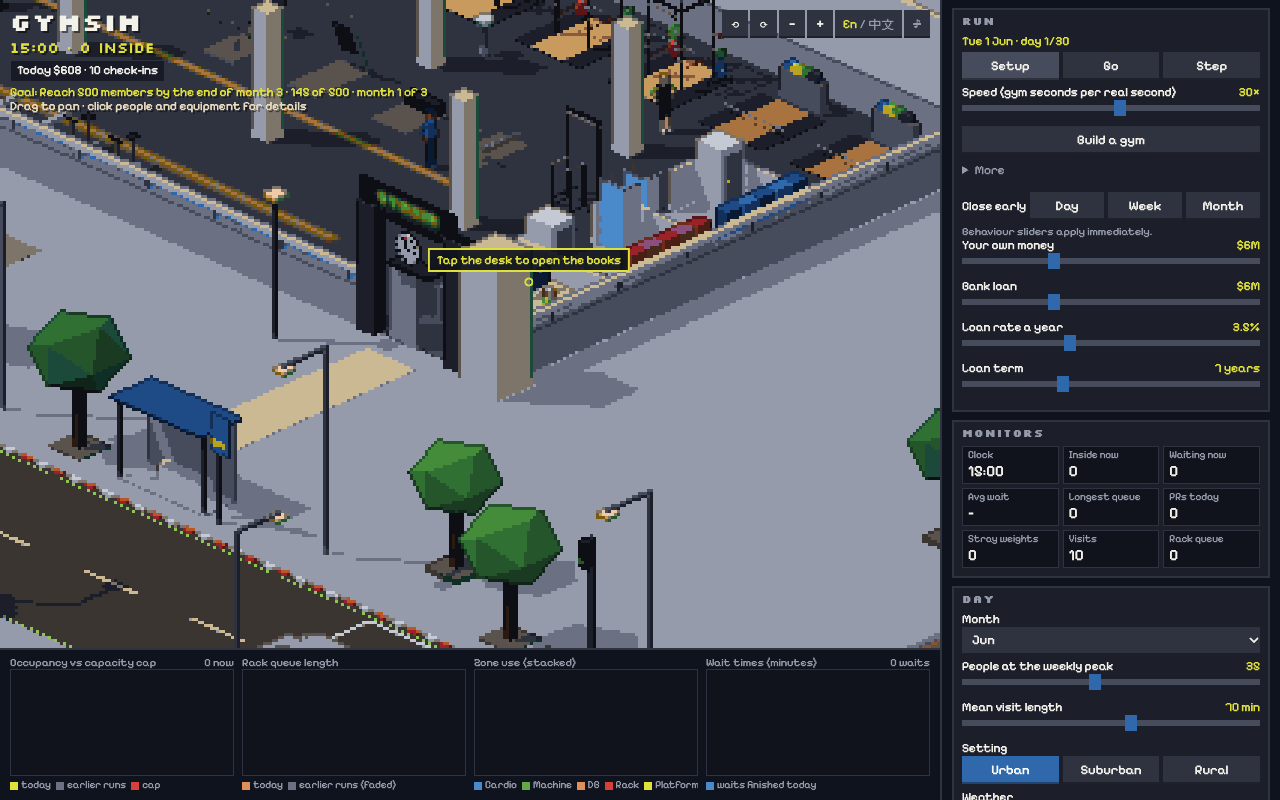 GYMSIM
15:00 · 0 INSIDE
Today $608 · 10 check-ins
Goal: Reach 500 members by the end of month 3 · 145 of 500 · month 1 of 3
Drag to pan · click people and equipment for details
⟲
⟳
−
+
En / 中文
Tap the desk to open the books
Occupancy vs capacity cap
0 now
today
earlier runs
cap
Rack queue length
today
earlier runs (faded)
Zone use (stacked)
Cardio
Machine
DB
Rack
Platform
Wait times (minutes)
0 waits
waits finished today
RUN
Tue 1 Jun · day 1/30
Setup
Go
Step
Speed (gym seconds per real second)
30×
Build a gym
More
Close early
Day
Week
Month
Behaviour sliders apply immediately.
Your own money
$6M
Bank loan
$6M
Loan rate a year
3.5%
Loan term
7 years
MONITORS
Clock
15:00
Inside now
0
Waiting now
0
Avg wait
-
Longest queue
0
PRs today
0
Stray weights
0
Visits
10
Rack queue
0
DAY
Month
Jun
People at the weekly peak
35
Mean visit length
70 min
Setting
Urban
Suburban
Rural
Weather